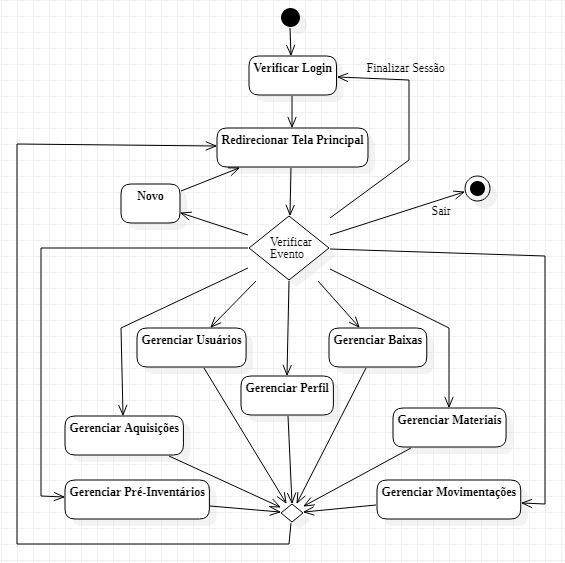 Verificar Login
Finalizar Sessão
Redirecionar Tela Principal
Novo
Sair
Verificar
Evento
Gerenciar Usuários
Gerenciar Baixas
Gerenciar Perfil
Gerenciar Aquisições
Gerenciar Materiais
Gerenciar Pré-Inventários
Gerenciar Movimentações